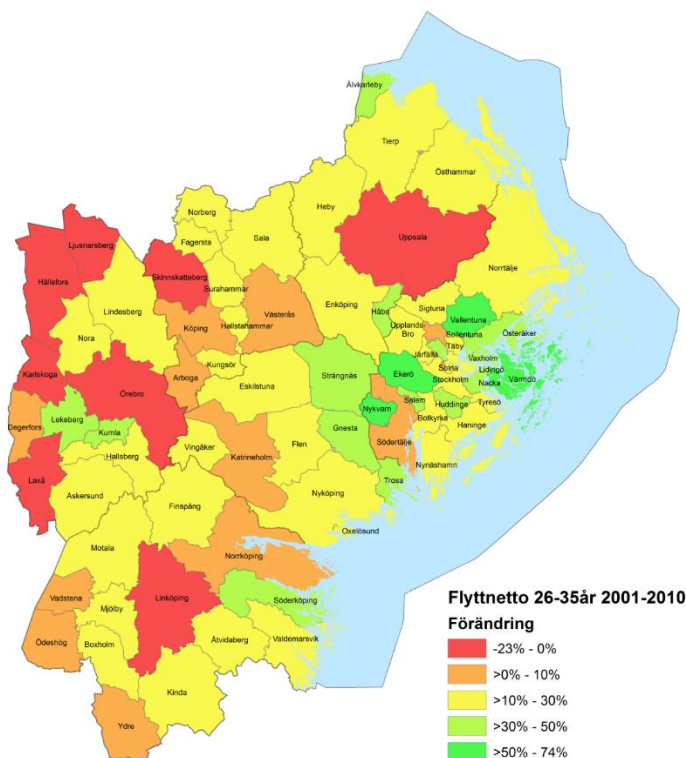 Älvkarleby
Tierp
Östhammar
Norberg
Heby
Fagersta
Sala
Uppsala
Ljusnarsberg
Hällefors
Skinnskatteberg
Norrtälje
Surahammar
Lindesberg
Enköping
Håbo
Sigtuna
Vallentuna
Västerås
Köping
Hallstahammar
Upplands-
Bro
Sollentuna
Österåker
Nora
Täby
Järfälla
Vaxholm
Kungsör
Solna
Lidingö
Karlskoga
Arboga
Ekerö
Stockholm
Värmdö
Örebro
Eskilstuna
Strängnäs
Nacka
Degerfors
Lekeberg
Nykvarn
Salem
Huddinge
Tyresö
Kumla
Botkyrka
Haninge
Gnesta
Södertälje
Hallsberg
Vingåker
Katrineholm
Flen
Laxå
Nynäshamn
Askersund
Nyköping
Trosa
Finspång
Oxelösund
Motala
Norrköping
Vadstena
Linköping
Söderköping
Mjölby
Ödeshög
Boxholm
Åtvidaberg
Valdemarsvik
Kinda
Ydre
Flyttnetto 26-35år 2001-2010
Förändring
-23% - 0%
>0% - 10%
>10% - 30%
>30% - 50%
>50% - 74%